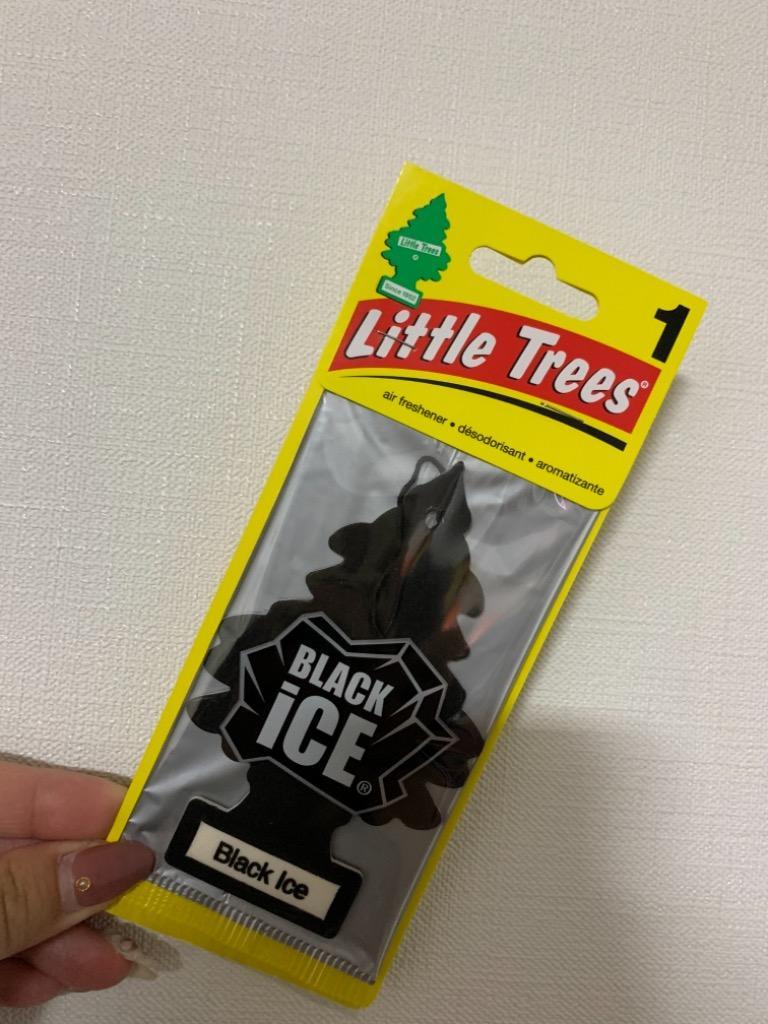 Little Trees
Since 1952
1
Little Trees®
air freshener • désodorisant • aromatizante
BLACK
iCE®
Black Ice